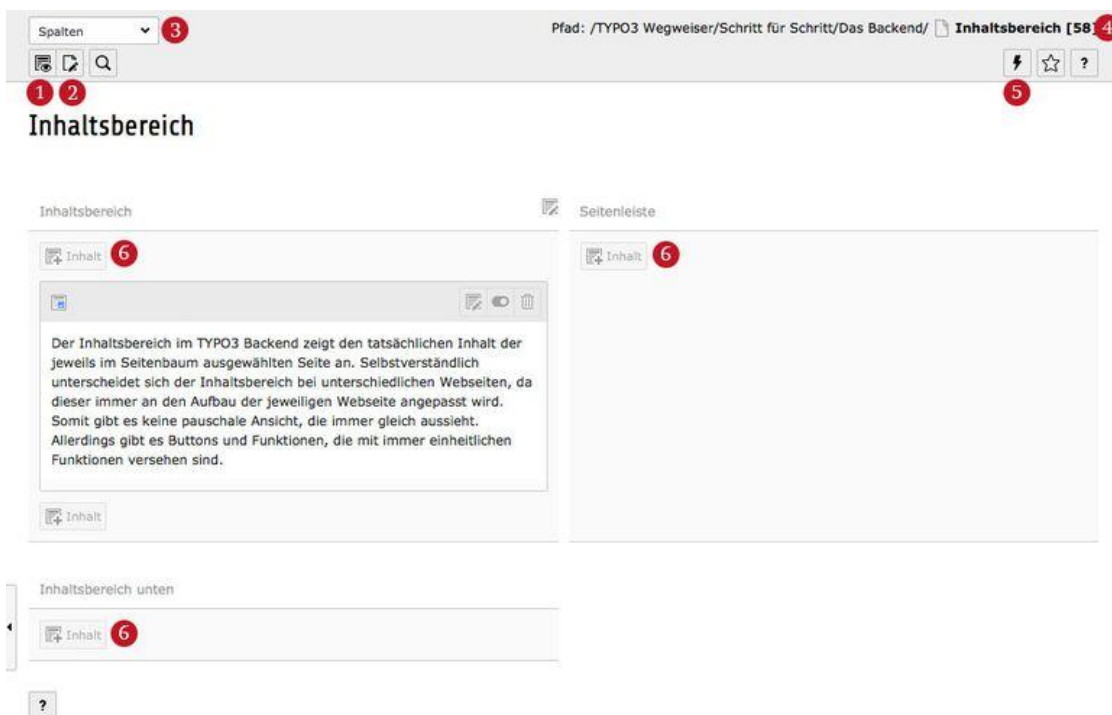 Spalten
3
Pfad: /TYPO3 Wegweiser/Schritt für Schritt/Das Backend/ Inhaltsbereich [58]
4
?
1
2
5
Inhaltsbereich
Inhaltsbereich
Seitenleiste
Inhalt
6
Inhalt
6
Der Inhaltsbereich im TYPO3 Backend zeigt den tatsächlichen Inhalt der
jeweils im Seitenbaum ausgewählten Seite an. Selbstverständlich
unterscheidet sich der Inhaltsbereich bei unterschiedlichen Webseiten, da
dieser immer an den Aufbau der jeweiligen Webseite angepasst wird.
Somit gibt es keine pauschale Ansicht, die immer gleich aussieht.
Allerdings gibt es Buttons und Funktionen, die mit immer einheitlichen
Funktionen versehen sind.
Inhalt
Inhaltsbereich unten
Inhalt
6
?